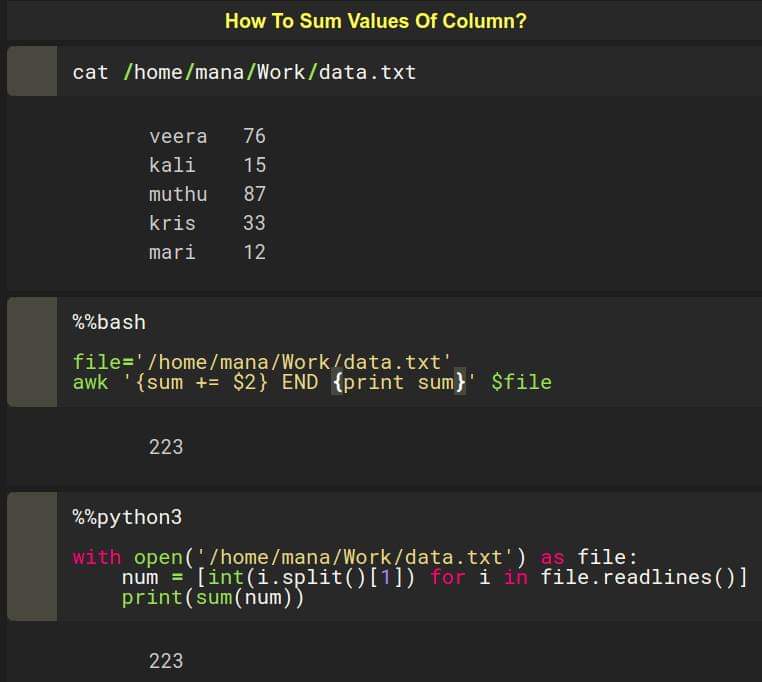 How To Sum Values Of Column?
cat /home/mana/Work/data.txt
veera 76
kali 15
muthu 87
kris 33
mari 12
%%bash
file='/home/mana/Work/data.txt'
awk '{sum += $2} END {print sum}' $file
223
%%python3
with open('/home/mana/Work/data.txt') as file:
    num = [int(i.split()[1]) for i in file.readlines()]
    print(sum(num))
223